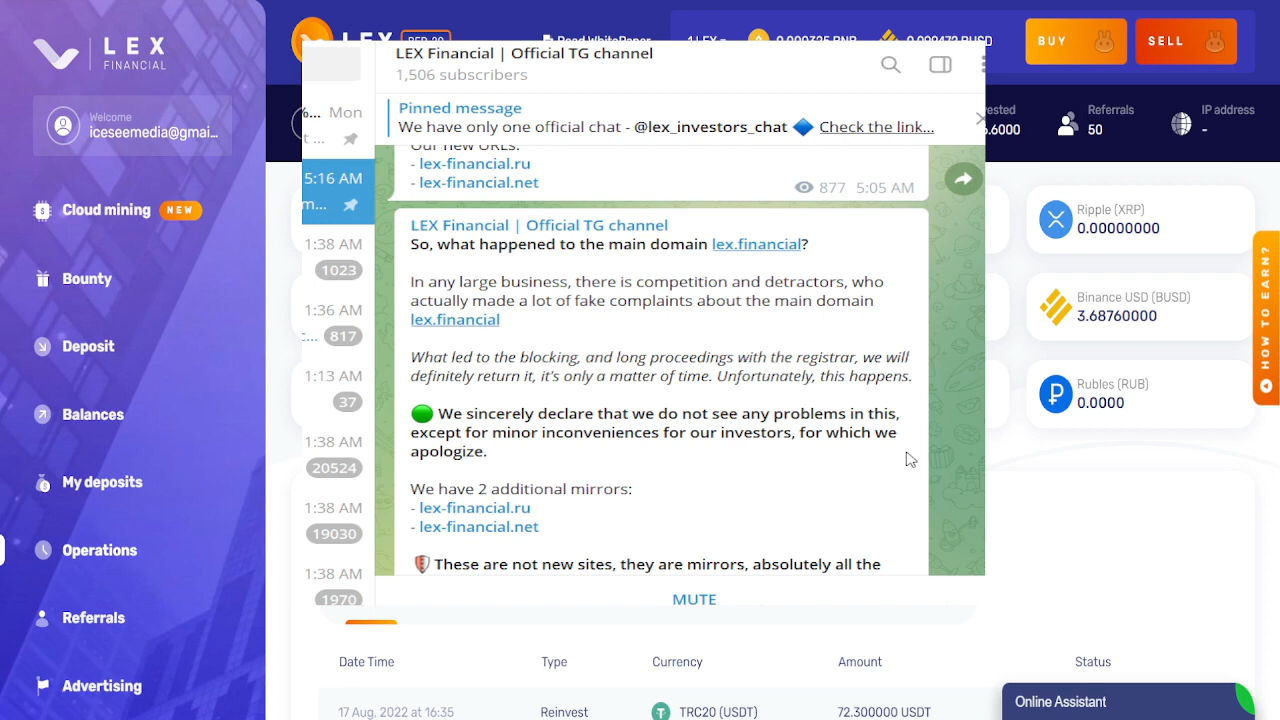 LEX
FINANCIAL
Welcome
iceseemedia@gmai...
Cloud mining NEW
Bounty
Deposit
Balances
My deposits
Operations
Referrals
Advertising
BUY
SELL
Referrals
50
IP address
-
Ripple (XRP)
0.00000000
Binance USD (BUSD)
3.68760000
Rubles (RUB)
0.0000
HOW TO EARN?
Mon
5:16 AM
1:38 AM
1023
1:36 AM
817
1:13 AM
37
1:38 AM
20524
1:38 AM
19030
1:38 AM
1970
LEX Financial | Official TG channel
1,506 subscribers
Pinned message
We have only one official chat - @lex_investors_chat 🔷 Check the link...
Our new URLs:
- lex-financial.ru
- lex-financial.net
877 5:05 AM
LEX Financial | Official TG channel
So, what happened to the main domain lex.financial?
In any large business, there is competition and detractors, who
actually made a lot of fake complaints about the main domain
lex.financial
What led to the blocking, and long proceedings with the registrar, we will
definitely return it, it's only a matter of time. Unfortunately, this happens.
🟢 We sincerely declare that we do not see any problems in this,
except for minor inconveniences for our investors, for which we
apologize.
We have 2 additional mirrors:
- lex-financial.ru
- lex-financial.net
These are not new sites, they are mirrors, absolutely all the
MUTE
Date Time Type Currency Amount Status
17 Aug, 2022 at 16:35 Reinvest TRC20 (USDT) 72.300000 USDT
Online Assistant